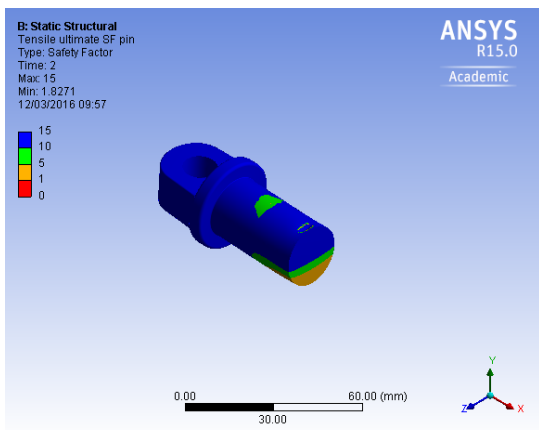 B: Static Structural
Tensile ultimate SF pin
Type: Safety Factor
Time: 2
Max: 15
Min: 1.8271
12/03/2016 09:57
15
10
5
1
0
ANSYS
R15.0
Academic
0.00
60.00 (mm)
30.00
Y
Z
X